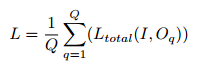 L = \frac{1}{Q} \sum_{q=1}^{Q} (L_{total}(I, O_q))